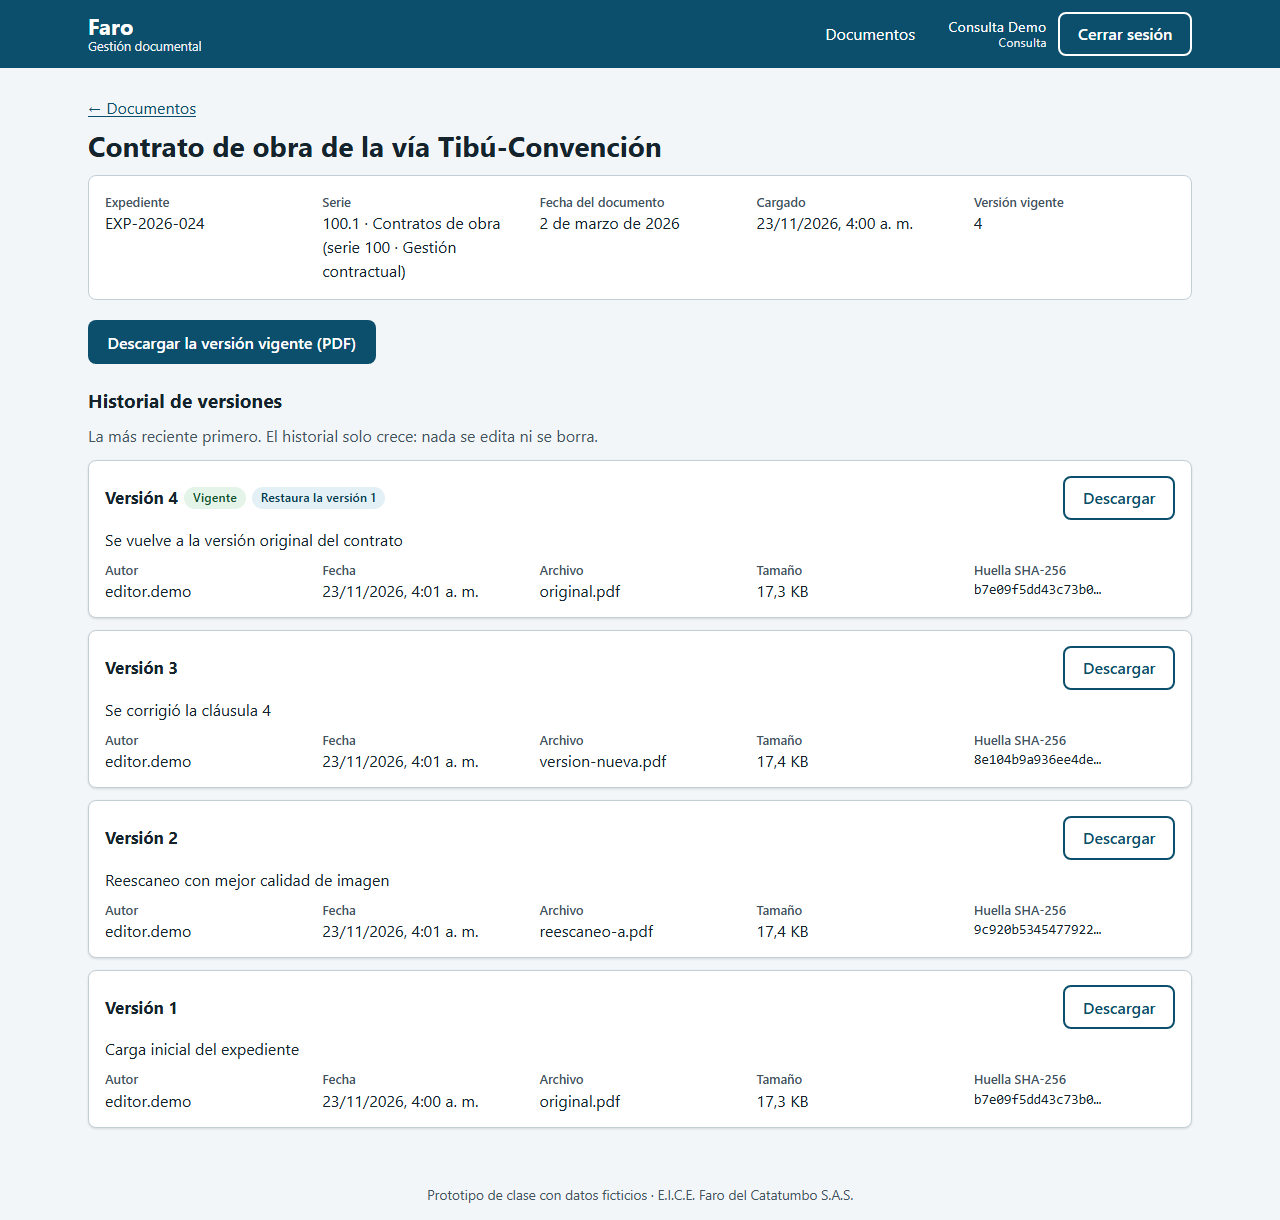 Faro
Gestión documental
Documentos
Consulta Demo
Consulta
Cerrar sesión
← Documentos
Contrato de obra de la vía Tibú-Convención
Expediente
EXP-2026-024
Serie
100.1 · Contratos de obra
(serie 100 · Gestión
contractual)
Fecha del documento
2 de marzo de 2026
Cargado
23/11/2026, 4:00 a. m.
Versión vigente
4
Descargar la versión vigente (PDF)
Historial de versiones
La más reciente primero. El historial solo crece: nada se edita ni se borra.
Versión 4 Vigente Restaura la versión 1
Descargar
Se vuelve a la versión original del contrato
Autor
editor.demo
Fecha
23/11/2026, 4:01 a. m.
Archivo
original.pdf
Tamaño
17,3 KB
Huella SHA-256
b7e09f5dd43c73b0…
Versión 3
Descargar
Se corrigió la cláusula 4
Autor
editor.demo
Fecha
23/11/2026, 4:01 a. m.
Archivo
version-nueva.pdf
Tamaño
17,4 KB
Huella SHA-256
8e104b9a936ee4de…
Versión 2
Descargar
Reescaneo con mejor calidad de imagen
Autor
editor.demo
Fecha
23/11/2026, 4:01 a. m.
Archivo
reescaneo-a.pdf
Tamaño
17,4 KB
Huella SHA-256
9c920b5345477922…
Versión 1
Descargar
Carga inicial del expediente
Autor
editor.demo
Fecha
23/11/2026, 4:00 a. m.
Archivo
original.pdf
Tamaño
17,3 KB
Huella SHA-256
b7e09f5dd43c73b0…
Prototipo de clase con datos ficticios · E.I.C.E. Faro del Catatumbo S.A.S.